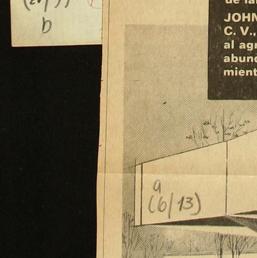 b
de la
JOHN
C. V.,
al agr
abund
mient
a
(6/13)